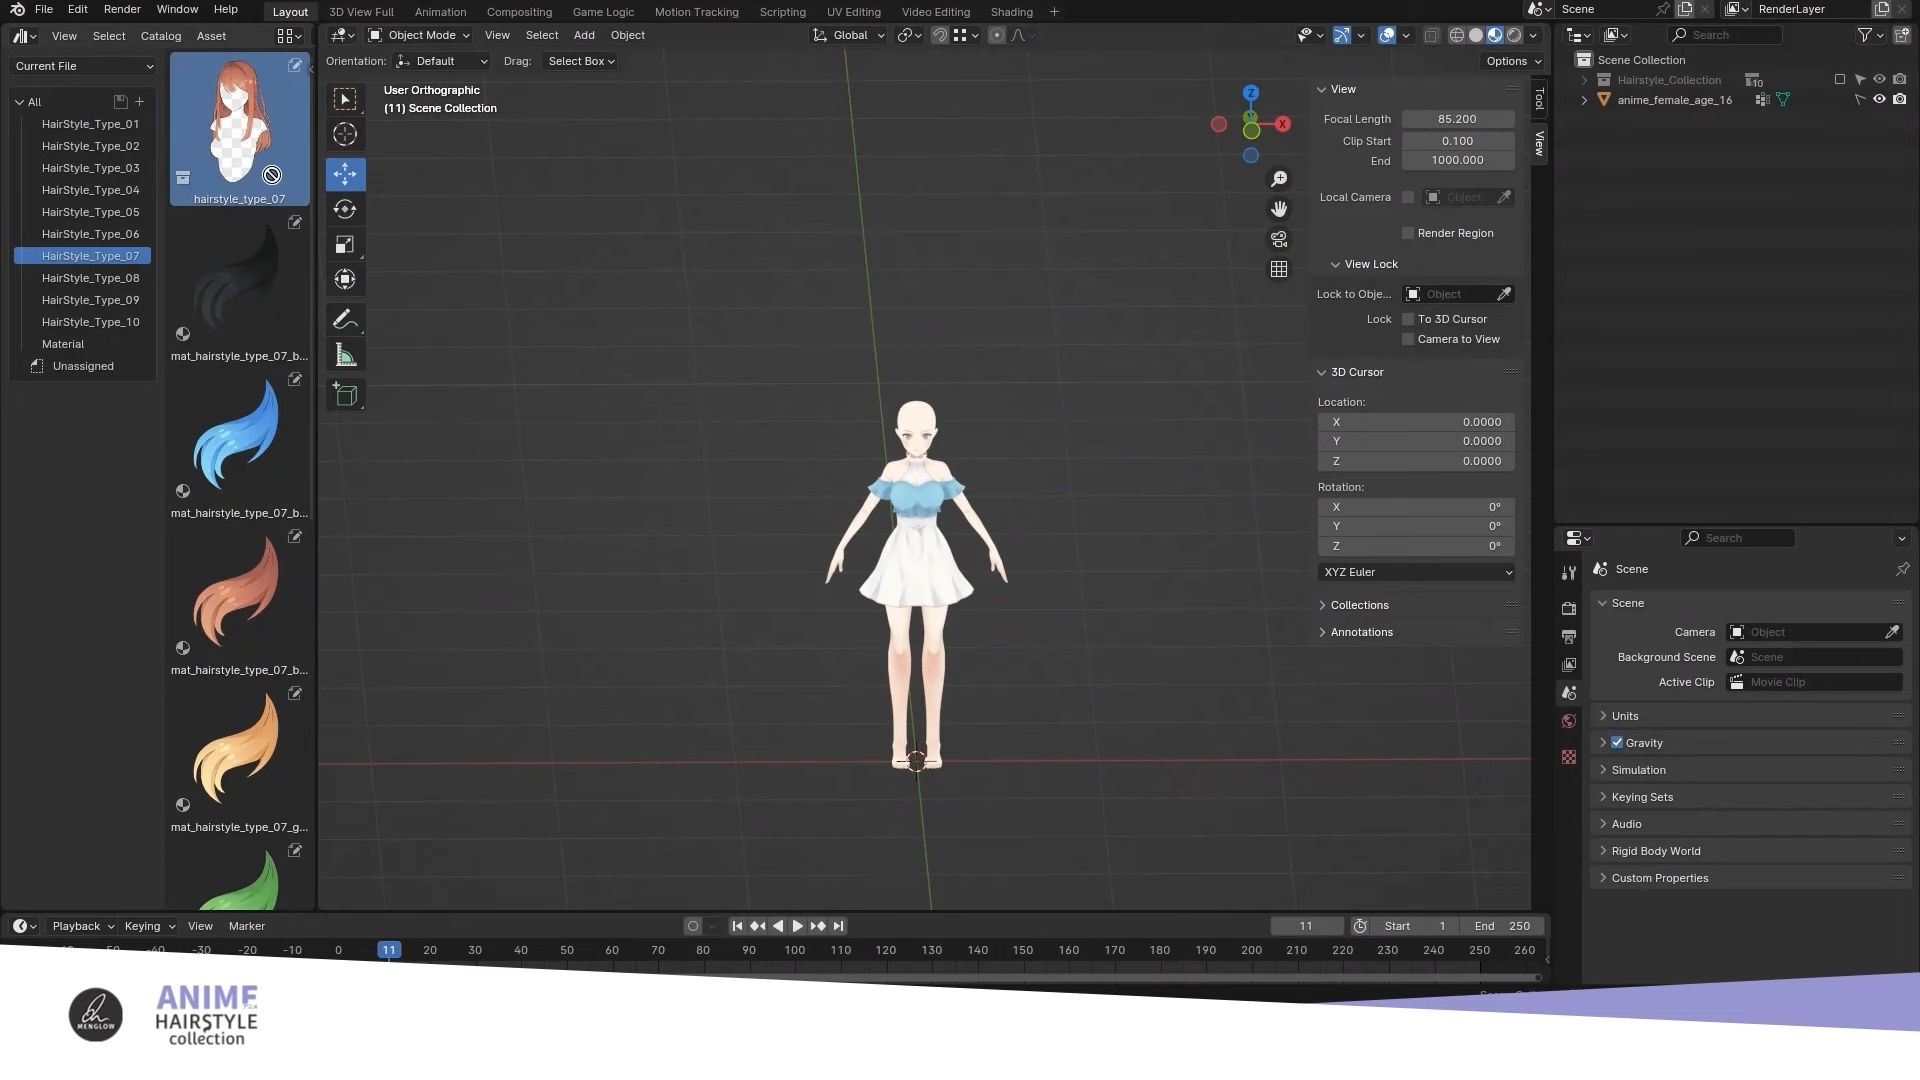 File Edit Render Window Help
Layout 3D View Full Animation Compositing Game Logic Motion Tracking Scripting UV Editing Video Editing Shading +
Scene
RenderLayer
View Select Catalog Asset
Current File
All
HairStyle_Type_01
HairStyle_Type_02
HairStyle_Type_03
HairStyle_Type_04
HairStyle_Type_05
HairStyle_Type_06
HairStyle_Type_07
HairStyle_Type_08
HairStyle_Type_09
HairStyle_Type_10
Material
Unassigned
hairstyle_type_07
mat_hairstyle_type_07_b...
mat_hairstyle_type_07_b...
mat_hairstyle_type_07_b...
mat_hairstyle_type_07_g...
Object Mode View Select Add Object
Global
Orientation: Default Drag: Select Box
Options
User Orthographic
(11) Scene Collection
Z
X
Tool
View
View
Focal Length 85.200
Clip Start 0.100
End 1000.000
Local Camera Object
Render Region
View Lock
Lock to Obje... Object
Lock To 3D Cursor
Camera to View
3D Cursor
Location:
X 0.0000
Y 0.0000
Z 0.0000
Rotation:
X 0°
Y 0°
Z 0°
XYZ Euler
Collections
Annotations
Search
Scene Collection
Hairstyle_Collection 10
anime_female_age_16
Search
Scene
Scene
Camera Object
Background Scene Scene
Active Clip Movie Clip
Units
Gravity
Simulation
Keying Sets
Audio
Rigid Body World
Custom Properties
Playback Keying View Marker
11 Start 1 End 250
-30 -20 -10 0 11 20 30 40 50 60 70 80 90 100 110 120 130 140 150 160 170 180 190 200 210 220 230 240 250 260
MENGLOW
ANIME
HAIRSTYLE
collection